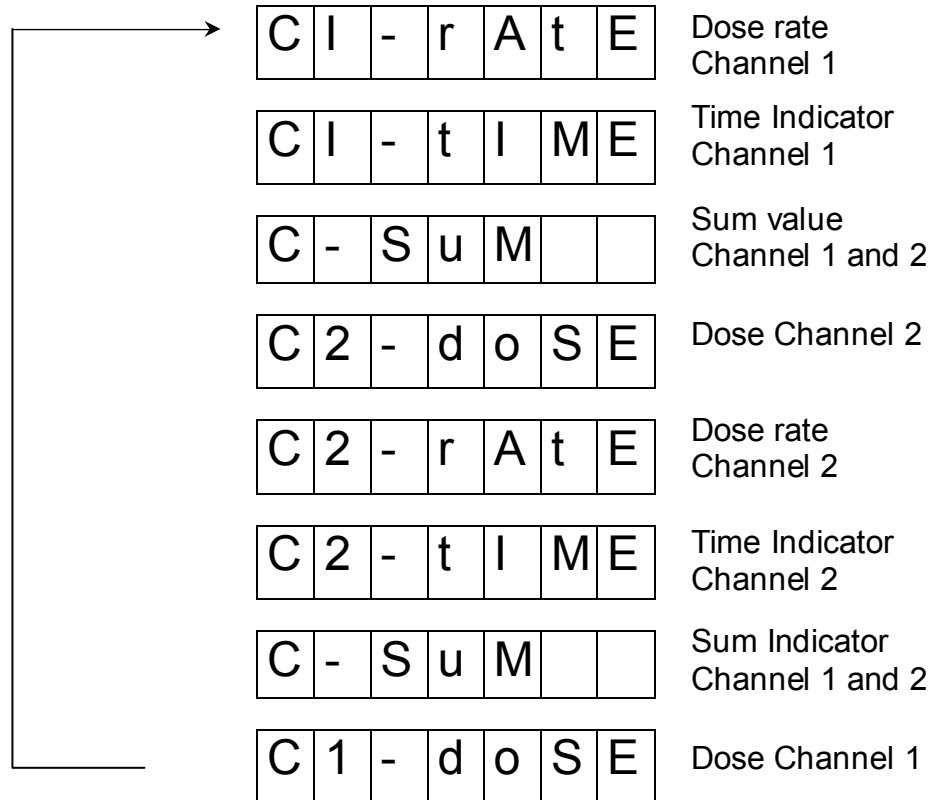 CI-rAtE
Dose rate
Channel 1
CI-tIME
Time Indicator
Channel 1
C-SuM
Sum value
Channel 1 and 2
C2-doSE
Dose Channel 2
C2-rAtE
Dose rate
Channel 2
C2-tIME
Time Indicator
Channel 2
C-SuM
Sum Indicator
Channel 1 and 2
C1-doSE
Dose Channel 1